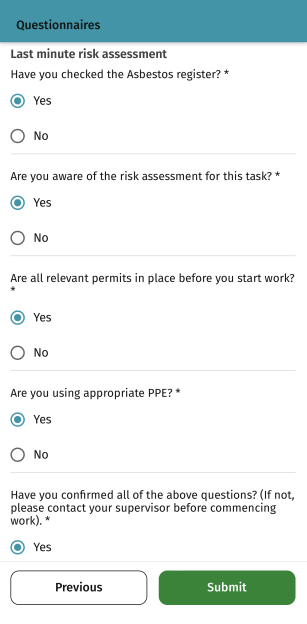 Questionnaires
Last minute risk assessment
Have you checked the Asbestos register? *
Yes
No
Are you aware of the risk assessment for this task? *
Yes
No
Are all relevant permits in place before you start work?
*
Yes
No
Are you using appropriate PPE? *
Yes
No
Have you confirmed all of the above questions? (If not,
please contact your supervisor before commencing
work). *
Yes
Previous
Submit